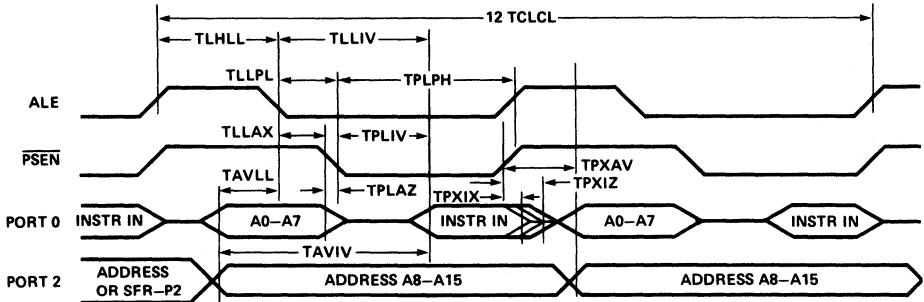 12 TCLCL
TLHLL TLLIV
TLLPL TPLPH
ALE
TLLAX TPLIV
PSEN
TPXAV
TAVLL TPLAZ TPXIX TPXIZ
PORT 0 INSTR IN A0–A7 INSTR IN A0–A7 INSTR IN
TAVIV
PORT 2 ADDRESS OR SFR–P2 ADDRESS A8–A15 ADDRESS A8–A15